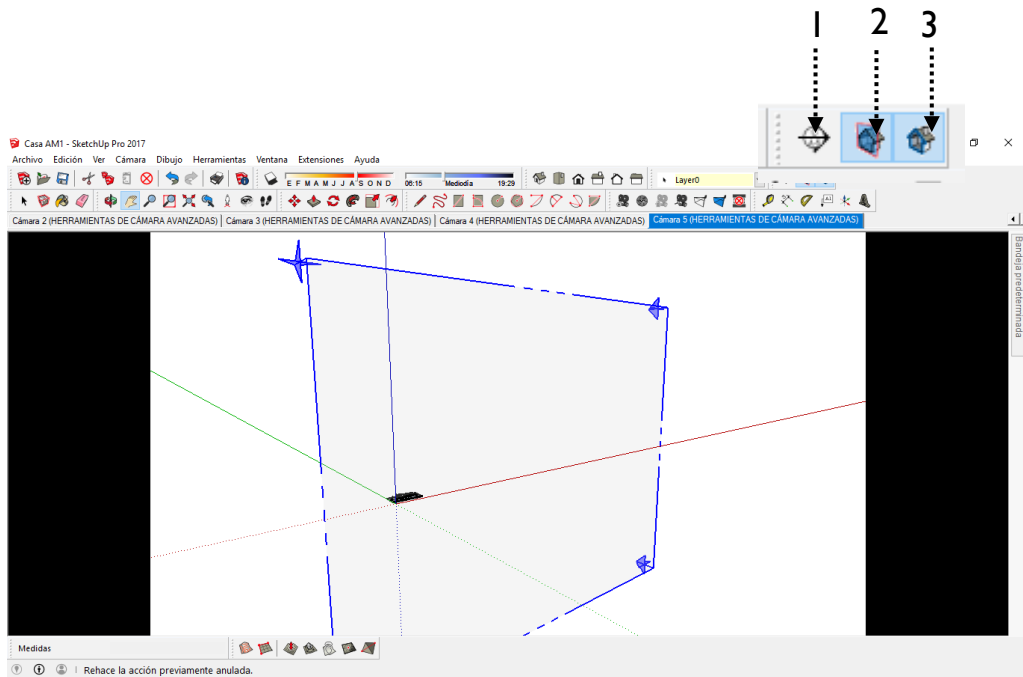 1 2 3
Casa AM1 - SketchUp Pro 2017
Archivo Edición Ver Cámara Dibujo Herramientas Ventana Extensiones Ayuda
E F M A M J J A S O N D 06:15 Mediodía 19:29 Layer0
Cámara 2 (HERRAMIENTAS DE CÁMARA AVANZADAS) Cámara 3 (HERRAMIENTAS DE CÁMARA AVANZADAS) Cámara 4 (HERRAMIENTAS DE CÁMARA AVANZADAS) Cámara 5 (HERRAMIENTAS DE CÁMARA AVANZADAS)
Bandeja predeterminada
Medidas
Rehace la acción previamente anulada.